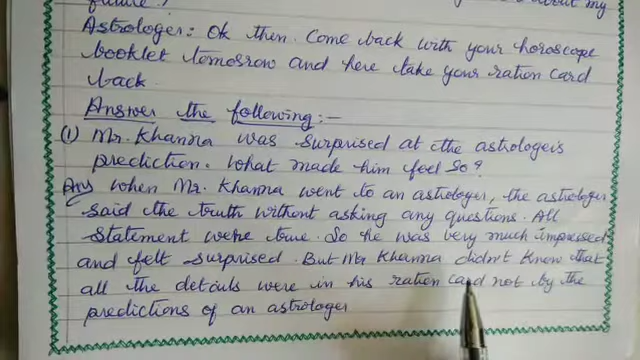 future?
about my
Astrologer: Ok then. Come back with your horoscope
booklet tomorrow and here take your ration card
back.
Answer the following:-
(1) Mr. Khanna was surprised at the astrologer's
prediction. What made him feel so?
Ans When Mr. Khanna went to an astrologer, the astrologer
said the truth without asking any questions. All
statement were true. So he was very much impressed
and felt surprised. But Mr Khanna didn't know that
all the details were in his ration card not by the
predictions of an astrologer